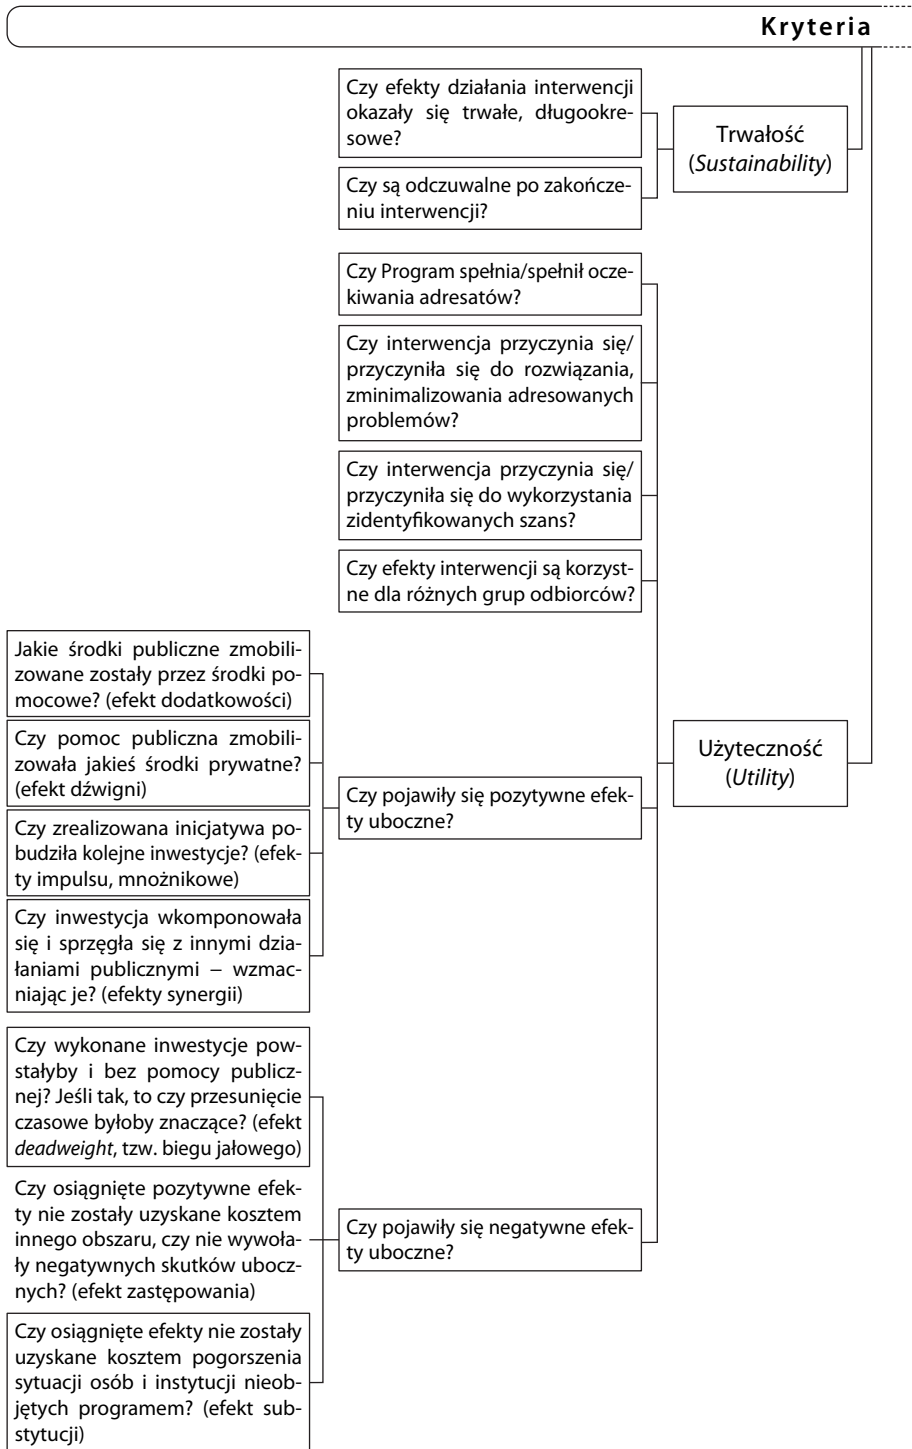 Kryteria
Czy efekty działania interwencji
okazały się trwałe, długookre-
sowe?
Czy są odczuwalne po zakończe-
niu interwencji?
Trwałość
(Sustainability)
Czy Program spełnia/spełnił ocze-
kiwania adresatów?
Czy interwencja przyczynia się/
przyczyniła się do rozwiązania,
zminimalizowania adresowanych
problemów?
Czy interwencja przyczynia się/
przyczyniła się do wykorzystania
zidentyfikowanych szans?
Czy efekty interwencji są korzyst-
ne dla różnych grup odbiorców?
Jakie środki publiczne zmobili-
zowane zostały przez środki po-
mocowe? (efekt dodatkowości)
Czy pomoc publiczna zmobili-
zowała jakieś środki prywatne?
(efekt dźwigni)
Czy zrealizowana inicjatywa po-
budziła kolejne inwestycje? (efek-
ty impulsu, mnożnikowe)
Czy inwestycja wkomponowała
się i sprzęgła się z innymi dzia-
łaniami publicznymi – wzmac-
niając je? (efekty synergii)
Czy pojawiły się pozytywne efek-
ty uboczne?
Użyteczność
(Utility)
Czy wykonane inwestycje pow-
stałyby i bez pomocy publicz-
nej? Jeśli tak, to czy przesunięcie
czasowe byłoby znaczące? (efekt
deadweight, tzw. biegu jałowego)
Czy osiągnięte pozytywne efek-
ty nie zostały uzyskane kosztem
innego obszaru, czy nie wywoła-
ły negatywnych skutków ubocz-
nych? (efekt zastępowania)
Czy osiągnięte efekty nie zostały
uzyskane kosztem pogorszenia
sytuacji osób i instytucji nieob-
jętych programem? (efekt sub-
stytucji)
Czy pojawiły się negatywne efek-
ty uboczne?